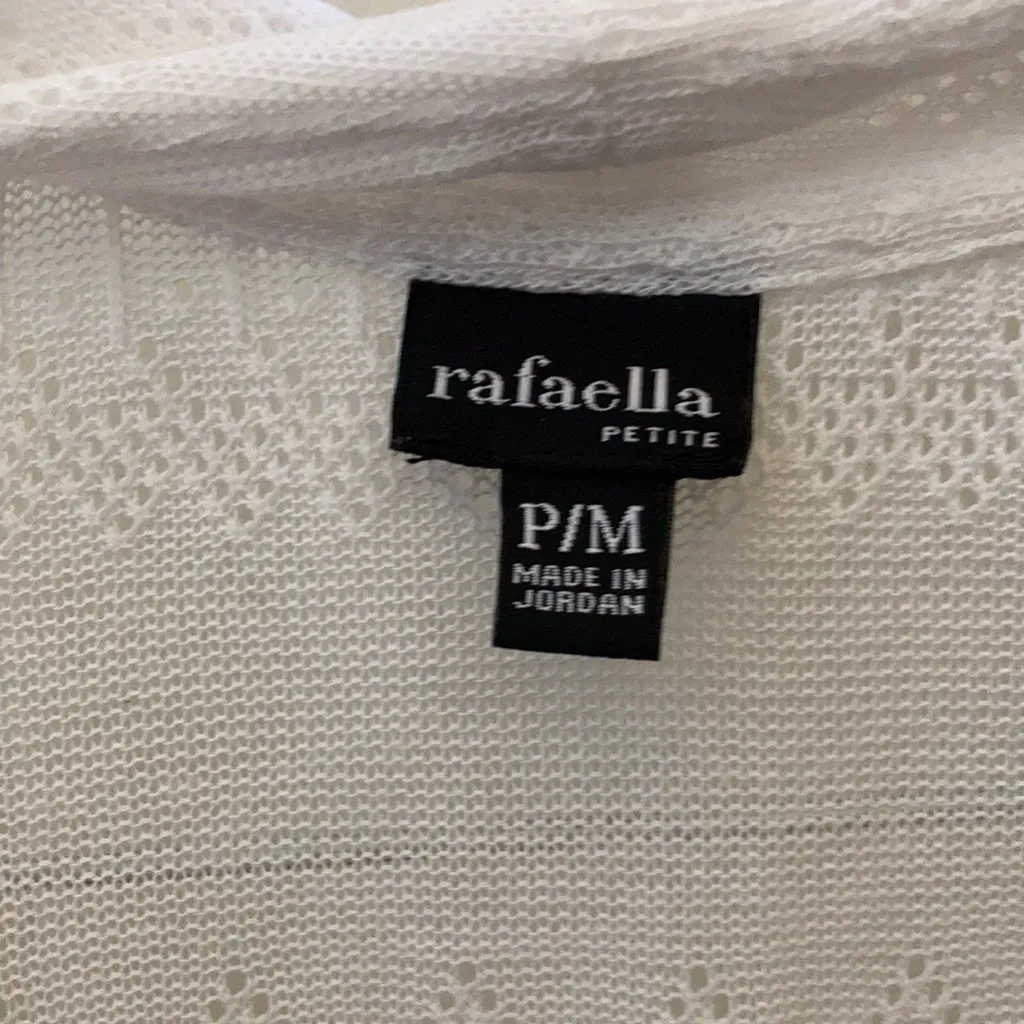 rafaella
PETITE
P/M
MADE IN
JORDAN